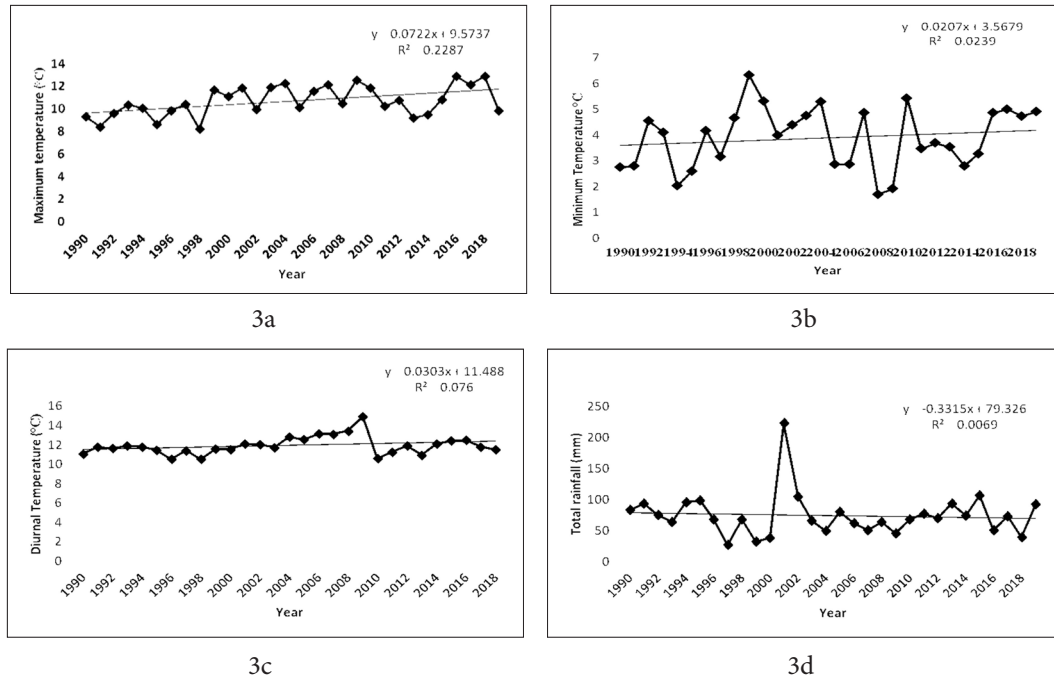 y 0.0722x + 9.5737
R² 0.2287
Maximum temperature (°C)
14
12
10
8
6
4
2
0
1990 1992 1994 1996 1998 2000 2002 2004 2006 2008 2010 2012 2014 2016 2018
Year
3a
y 0.0207x + 3.5679
R² 0.0239
Minimum Temperature °C
7
6
5
4
3
2
1
0
1990 1992 1994 1996 1998 2000 2002 2004 2006 2008 2010 2012 2014 2016 2018
Year
3b
y 0.0303x + 11.488
R² 0.076
Diurnal Temperature (°C)
16
14
12
10
8
6
4
2
0
1990 1992 1994 1996 1998 2000 2002 2004 2006 2008 2010 2012 2014 2016 2018
Year
3c
y -0.3315x + 79.326
R² 0.0069
Total rainfall (mm)
250
200
150
100
50
0
1990 1992 1994 1996 1998 2000 2002 2004 2006 2008 2010 2012 2014 2016 2018
Year
3d